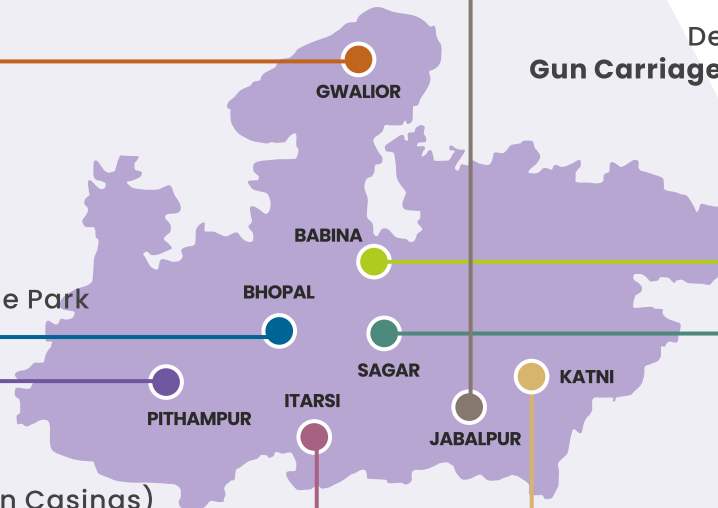 De
Gun Carriage
GWALIOR
BABINA
BHOPAL
e Park
SAGAR
KATNI
ITARSI
PITHAMPUR
JABALPUR
n Casings)